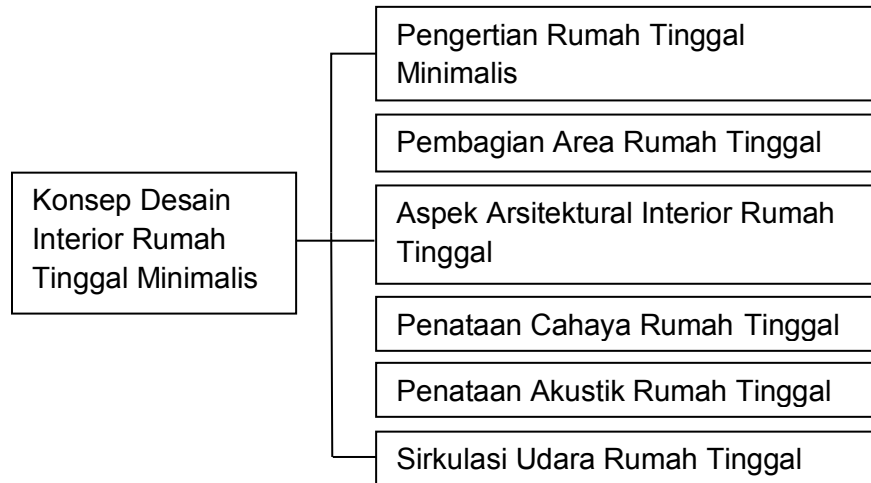 Konsep Desain
Interior Rumah
Tinggal Minimalis
Pengertian Rumah Tinggal
Minimalis
Pembagian Area Rumah Tinggal
Aspek Arsitektural Interior Rumah
Tinggal
Penataan Cahaya Rumah Tinggal
Penataan Akustik Rumah Tinggal
Sirkulasi Udara Rumah Tinggal